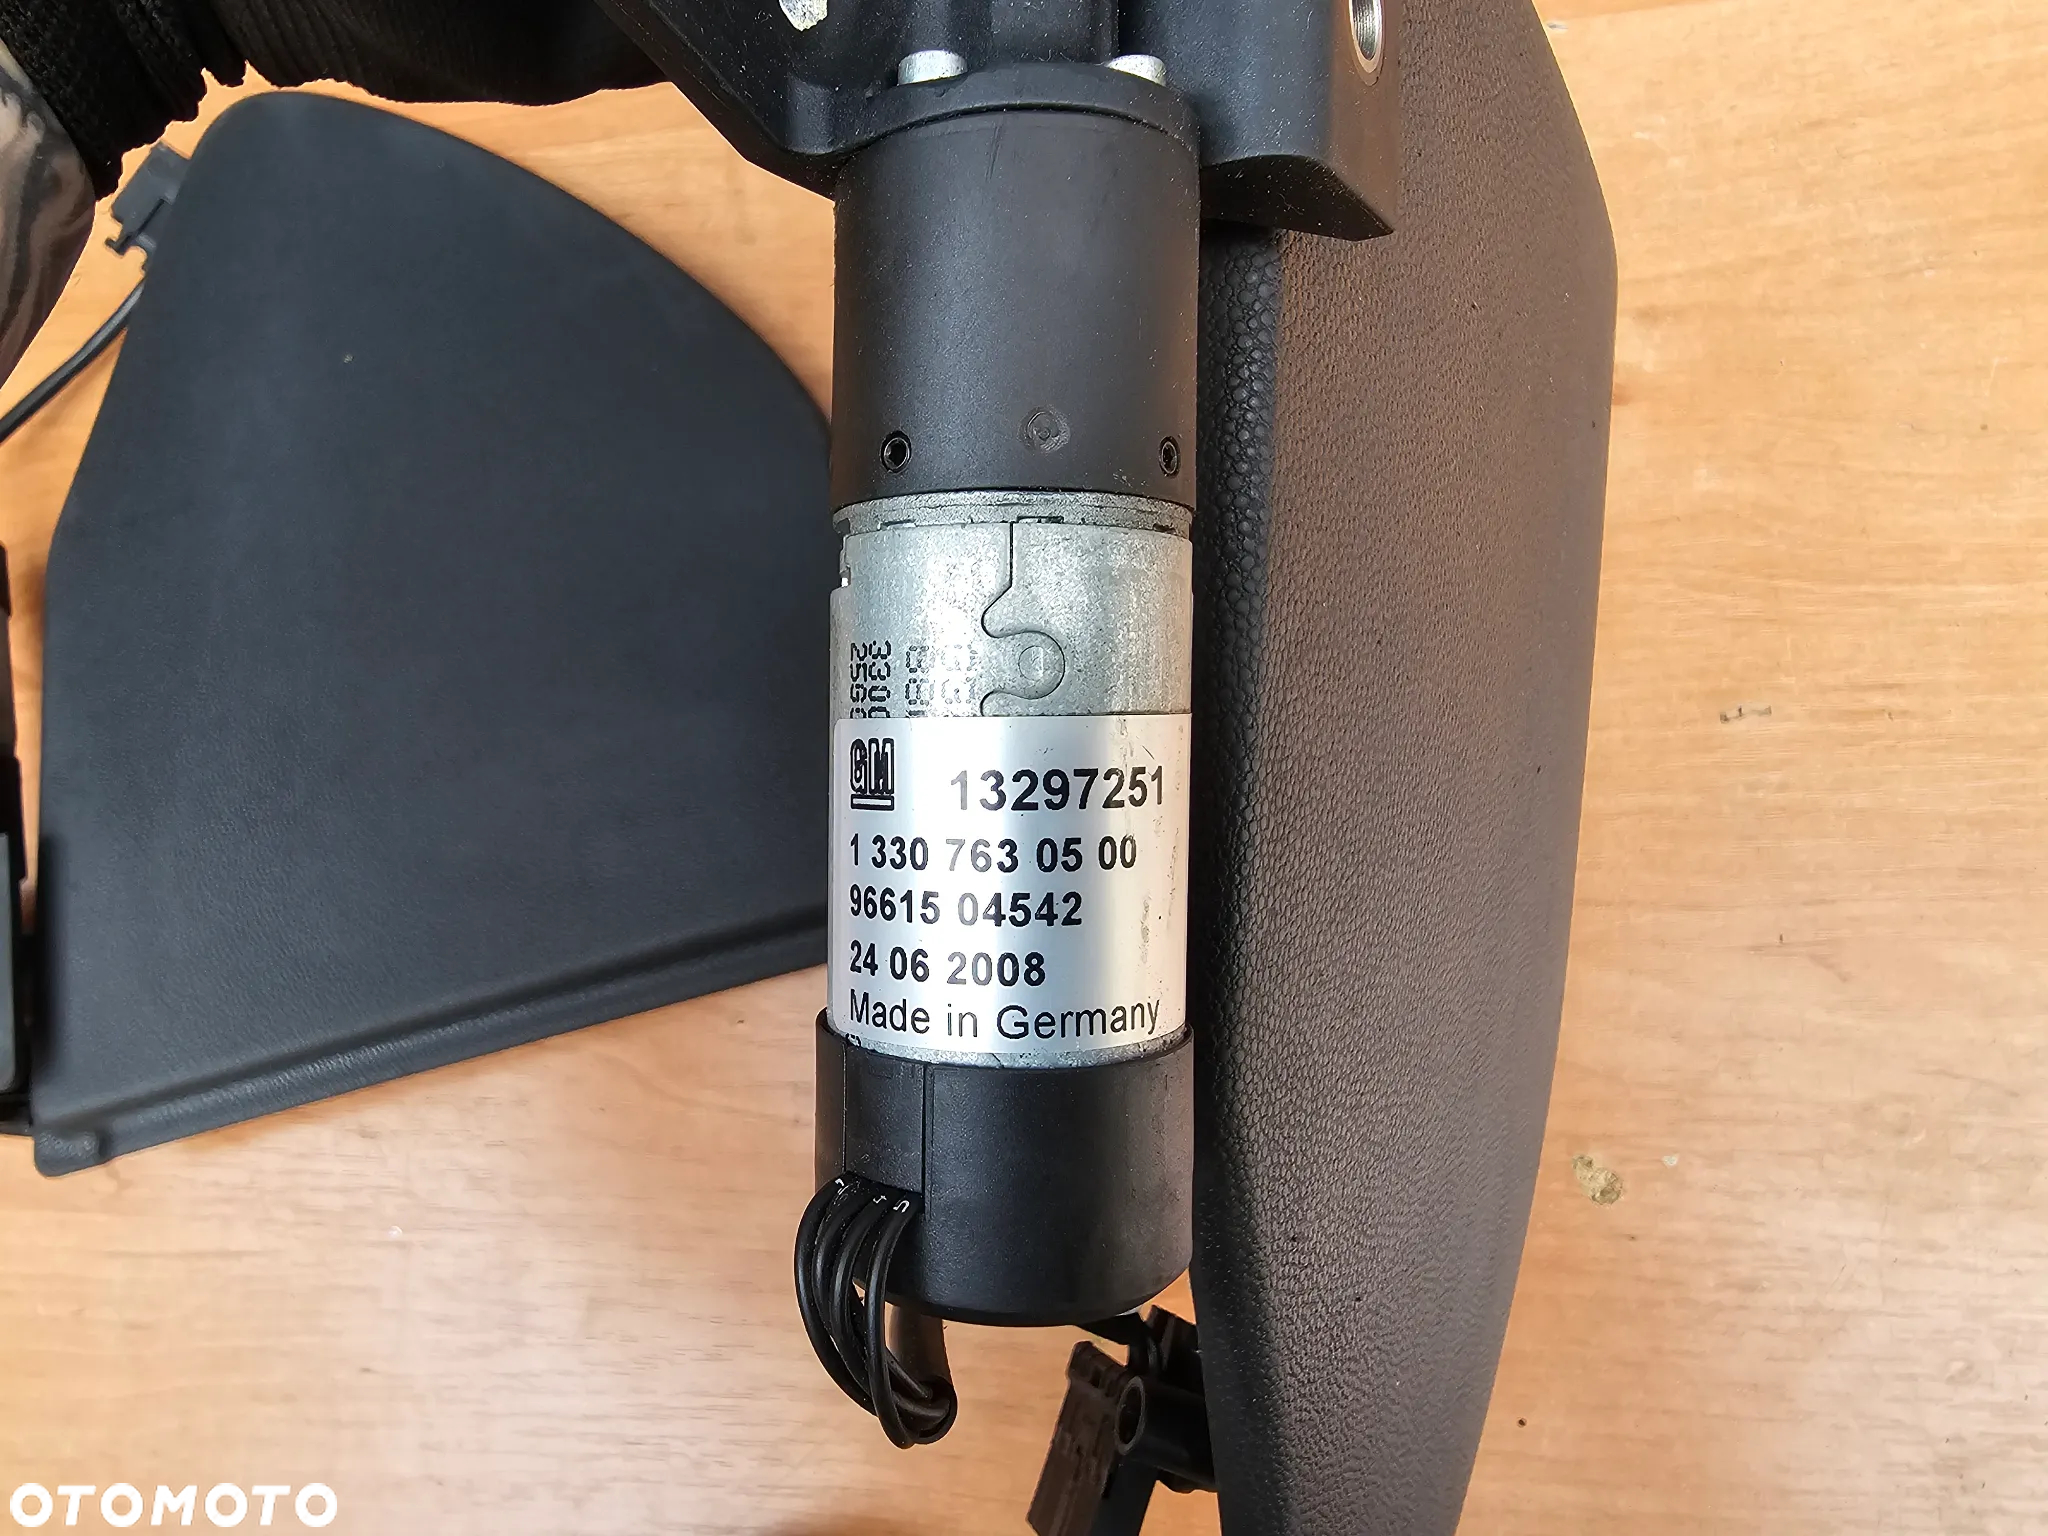 GM 13297251
1 330 763 05 00
96615 04542
24 06 2008
Made in Germany
OTOMOTO